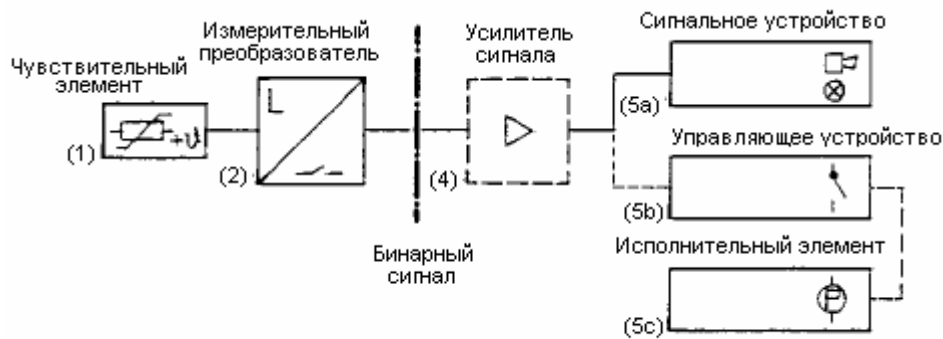 Чувствительный
элемент
+ϑ
(1)
Измерительный
преобразователь
L
(2)
Бинарный
сигнал
Усилитель
сигнала
(4)
Сигнальное устройство
(5a)
Управляющее устройство
(5b)
Исполнительный элемент
P
(5c)